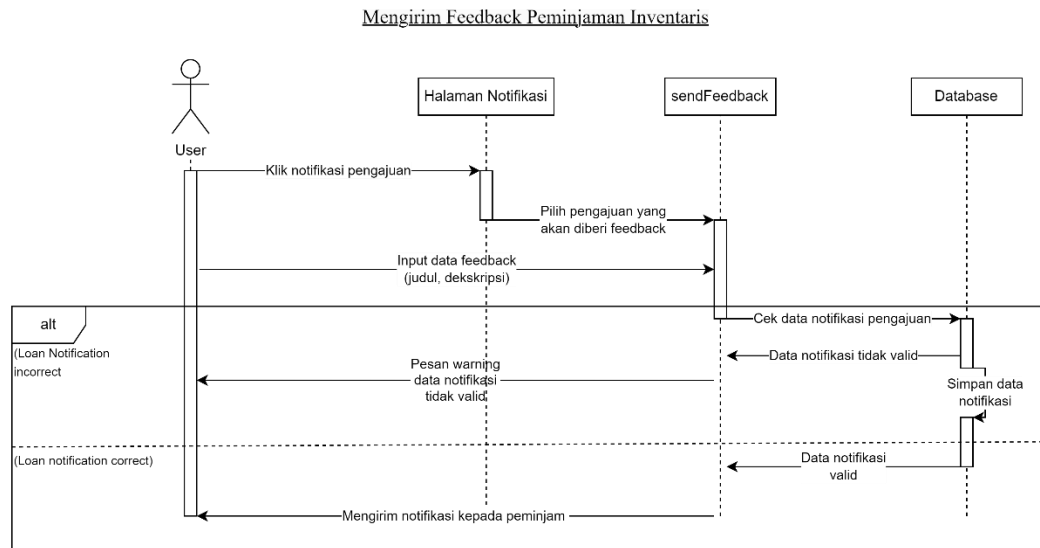 Mengirim Feedback Peminjaman Inventaris
Halaman Notifikasi
sendFeedback
Database
User
Klik notifikasi pengajuan
Pilih pengajuan yang
akan diberi feedback
Input data feedback
(judul, dekskripsi)
alt
(Loan Notification
incorrect
Cek data notifikasi pengajuan
Data notifikasi tidak valid
Pesan warning
data notifikasi
tidak valid
Simpan data
notifikasi
(Loan notification correct)
Data notifikasi
valid
Mengirim notifikasi kepada peminjam